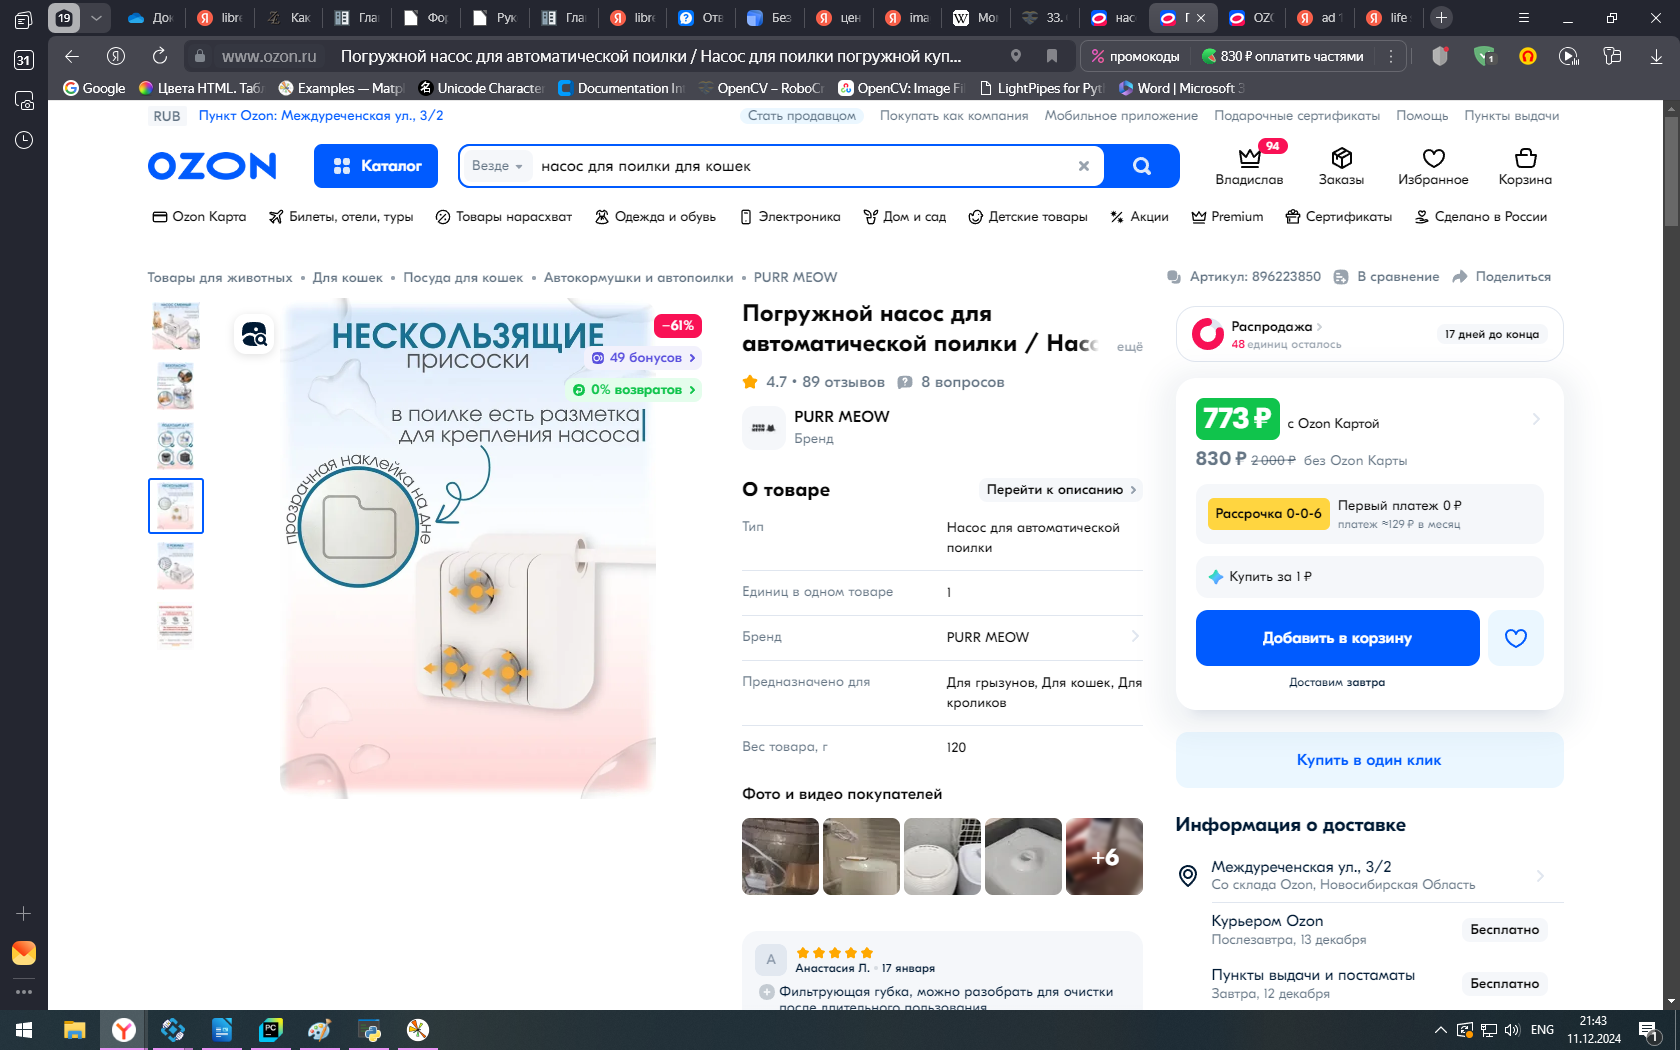 19
Док
libre
Как
Гла
Фор
Рук
Гла
libre
Отв
Без
цен
ima
Мо
33.
нас
П
OZO
ad
life
www.ozon.ru
Погружной насос для автоматической поилки / Насос для поилки погружной куп...
промокоды
830 ₽ оплатить частями
1
31
Google
Цвета HTML. Табл
Examples — Matp
Unicode Character
Documentation In
OpenCV – RoboCr
OpenCV: Image Fi
LightPipes for Pyt
Word | Microsoft 3
RUB
Пункт Ozon: Междуреченская ул., 3/2
Стать продавцом
Покупать как компания
Мобильное приложение
Подарочные сертификаты
Помощь
Пункты выдачи
OZON
Каталог
Везде
насос для поилки для кошек
94
Владислав
Заказы
Избранное
Корзина
Ozon Карта
Билеты, отели, туры
Товары нарасхват
Одежда и обувь
Электроника
Дом и сад
Детские товары
Акции
Premium
Сертификаты
Сделано в России
Товары для животных • Для кошек • Посуда для кошек • Автокормушки и автопоилки • PURR MEOW
Артикул: 896223850
В сравнение
Поделиться
НЕСКОЛЬЗЯЩИЕ
присоски
–61%
49 бонусов
0% возвратов
в поилке есть разметка
для крепления насоса
прозрачная наклейка на дне
Погружной насос для
автоматической поилки / Насс
ещё
4.7 • 89 отзывов
8 вопросов
PURR MEOW
Бренд
О товаре
Перейти к описанию
Тип
Насос для автоматической
поилки
Единиц в одном товаре
1
Бренд
PURR MEOW
Предназначено для
Для грызунов, Для кошек, Для
кроликов
Вес товара, г
120
Фото и видео покупателей
+6
А
Анастасия Л. • 17 января
Фильтрующая губка, можно разобрать для очистки
после длительного пользования
Распродажа
48 единиц осталось
17 дней до конца
773 ₽
с Ozon Картой
830 ₽ 2 000 ₽ без Ozon Карты
Рассрочка 0-0-6
Первый платеж 0 ₽
платеж ≈129 ₽ в месяц
Купить за 1 ₽
Добавить в корзину
Доставим завтра
Купить в один клик
Информация о доставке
Междуреченская ул., 3/2
Со склада Ozon, Новосибирская Область
Курьером Ozon
Послезавтра, 13 декабря
Бесплатно
Пункты выдачи и постаматы
Завтра, 12 декабря
Бесплатно
ENG
21:43
11.12.2024
1